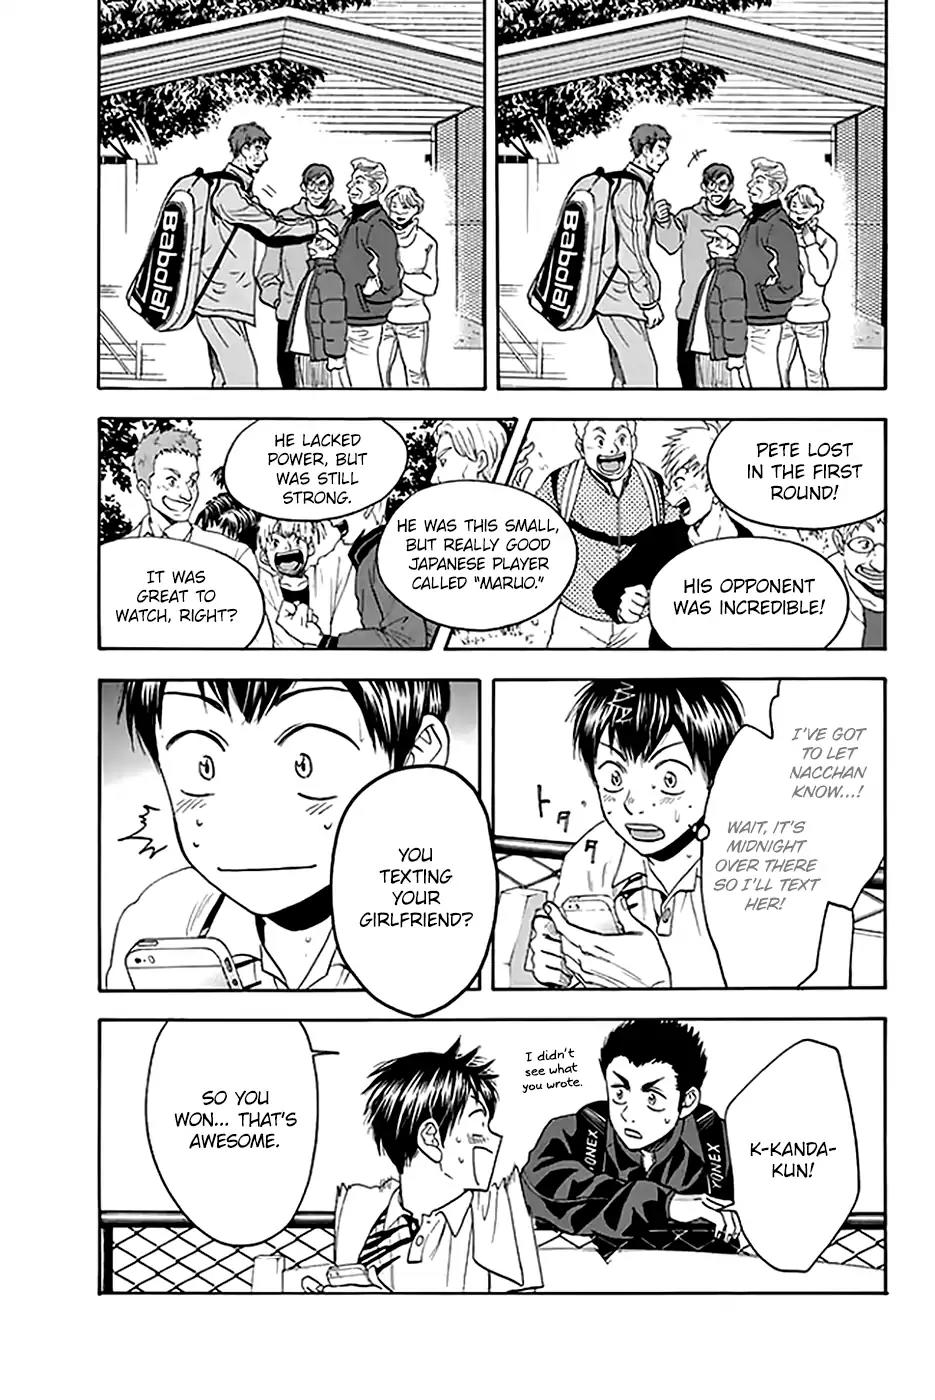 Babolat
Babolat
PETE LOST
IN THE FIRST
ROUND!
HIS OPPONENT
WAS INCREDIBLE!
HE WAS THIS SMALL,
BUT REALLY GOOD
JAPANESE PLAYER
CALLED "MARUO."
HE LACKED
POWER, BUT
WAS STILL
STRONG.
IT WAS
GREAT TO
WATCH, RIGHT?
I'VE GOT
TO LET
NACCHAN
KNOW...!
WAIT, IT'S
MIDNIGHT
OVER THERE
SO I'LL TEXT
HER!
トタ
タ
YOU
TEXTING
YOUR
GIRLFRIEND?
K-KANDA-
KUN!
I didn't
see what
you wrote.
YONEX
YONEX
SO YOU
WON... THAT'S
AWESOME.